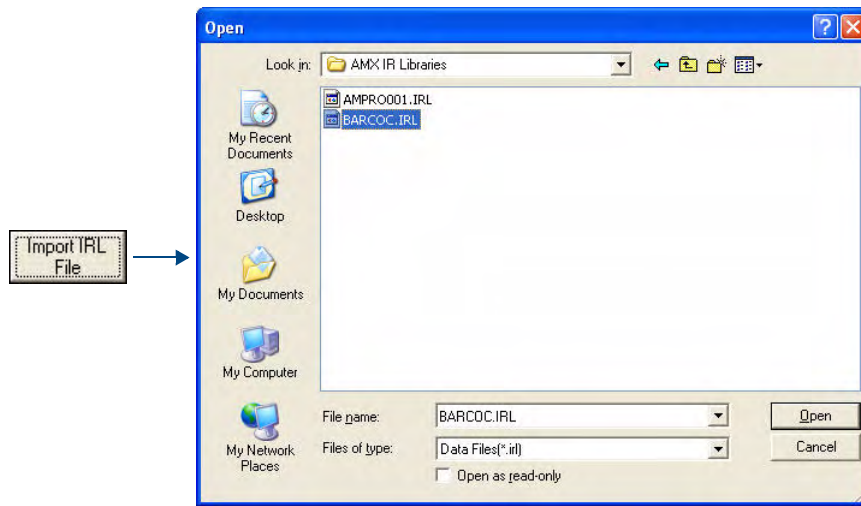 Import IRL
File
Open
Look in:
AMX IR Libraries
AMPRO001.IRL
BARCOC.IRL
My Recent
Documents
Desktop
My Documents
My Computer
My Network
Places
File name:
BARCOC.IRL
Open
Files of type:
Data Files(*.irl)
Cancel
Open as read-only